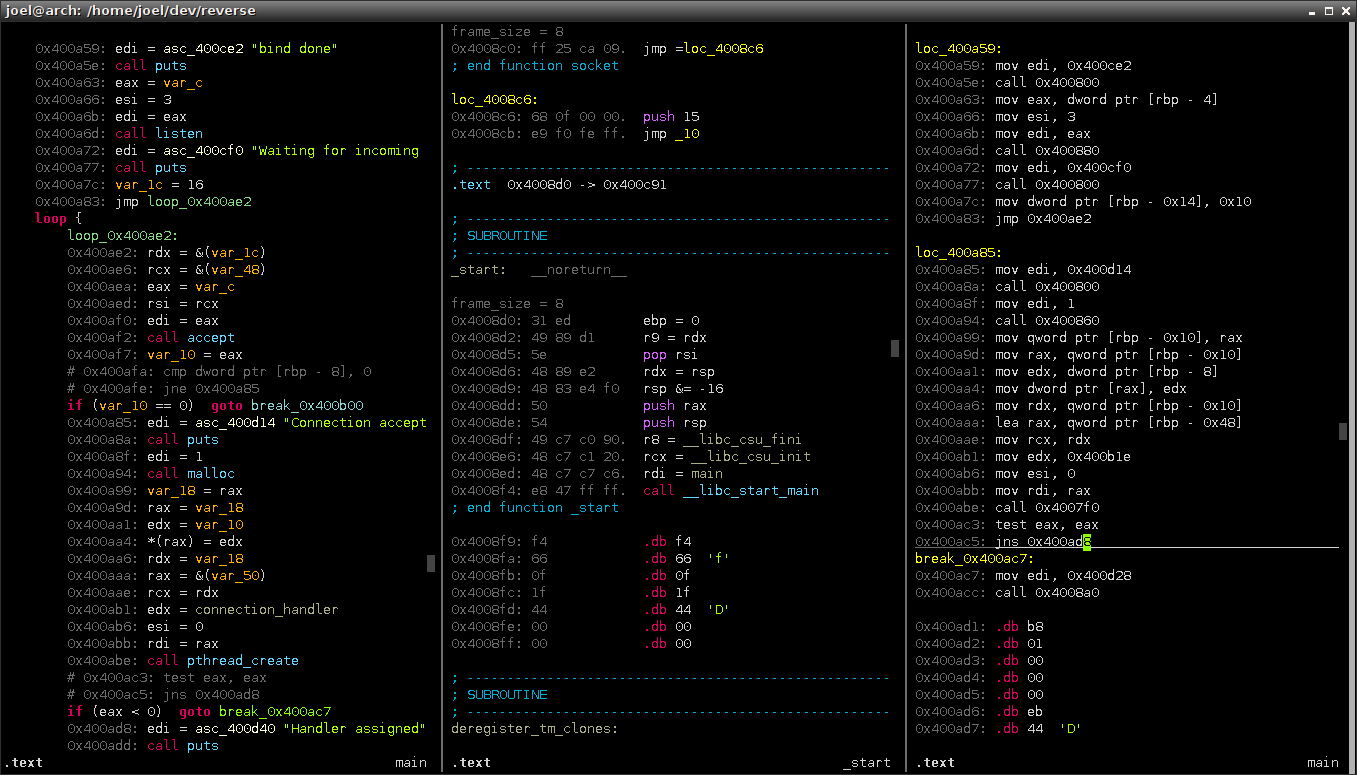 joel@arch: /home/joel/dev/reverse
0x400a59: edi = asc_400ce2 "bind done"
0x400a5e: call puts
0x400a63: eax = var_c
0x400a66: esi = 3
0x400a6b: edi = eax
0x400a6d: call listen
0x400a72: edi = asc_400cf0 "Waiting for incoming
0x400a77: call puts
0x400a7c: var_1c = 16
0x400a83: jmp loop_0x400ae2
loop {
loop_0x400ae2:
0x400ae2: rdx = &(var_1c)
0x400ae6: rcx = &(var_48)
0x400aea: eax = var_c
0x400aed: rsi = rcx
0x400af0: edi = eax
0x400af2: call accept
0x400af7: var_10 = eax
# 0x400afa: cmp dword ptr [rbp - 8], 0
# 0x400afe: jne 0x400a85
if (var_10 == 0)  goto break_0x400b00
0x400a85: edi = asc_400d14 "Connection accept
0x400a8a: call puts
0x400a8f: edi = 1
0x400a94: call malloc
0x400a99: var_18 = rax
0x400a9d: rax = var_18
0x400aa1: edx = var_10
0x400aa4: *(rax) = edx
0x400aa6: rdx = var_18
0x400aaa: rax = &(var_50)
0x400aae: rcx = rdx
0x400ab1: edx = connection_handler
0x400ab6: esi = 0
0x400abb: rdi = rax
0x400abe: call pthread_create
# 0x400ac3: test eax, eax
# 0x400ac5: jns 0x400ad8
if (eax < 0)  goto break_0x400ac7
0x400ad8: edi = asc_400d40 "Handler assigned"
0x400add: call puts
.text main
frame_size = 8
0x4008c0: ff 25 ca 09.  jmp =loc_4008c6
; end function socket
loc_4008c6:
0x4008c6: 68 0f 00 00.  push 15
0x4008cb: e9 f0 fe ff.  jmp _10
; -----------------------------------------------------
.text  0x4008d0 -> 0x400c91
; -----------------------------------------------------
; SUBROUTINE
; -----------------------------------------------------
_start:   __noreturn__
frame_size = 8
0x4008d0: 31 ed         ebp = 0
0x4008d2: 49 89 d1      r9 = rdx
0x4008d5: 5e            pop rsi
0x4008d6: 48 89 e2      rdx = rsp
0x4008d9: 48 83 e4 f0   rsp &= -16
0x4008dd: 50            push rax
0x4008de: 54            push rsp
0x4008df: 49 c7 c0 90.  r8 = __libc_csu_fini
0x4008e6: 48 c7 c1 20.  rcx = __libc_csu_init
0x4008ed: 48 c7 c7 c6.  rdi = main
0x4008f4: e8 47 ff ff.  call __libc_start_main
; end function _start
0x4008f9: f4            .db f4
0x4008fa: 66            .db 66  'f'
0x4008fb: 0f            .db 0f
0x4008fc: 1f            .db 1f
0x4008fd: 44            .db 44  'D'
0x4008fe: 00            .db 00
0x4008ff: 00            .db 00
; -----------------------------------------------------
; SUBROUTINE
; -----------------------------------------------------
deregister_tm_clones:
.text _start
loc_400a59:
0x400a59: mov edi, 0x400ce2
0x400a5e: call 0x400800
0x400a63: mov eax, dword ptr [rbp - 4]
0x400a66: mov esi, 3
0x400a6b: mov edi, eax
0x400a6d: call 0x400880
0x400a72: mov edi, 0x400cf0
0x400a77: call 0x400800
0x400a7c: mov dword ptr [rbp - 0x14], 0x10
0x400a83: jmp 0x400ae2
loc_400a85:
0x400a85: mov edi, 0x400d14
0x400a8a: call 0x400800
0x400a8f: mov edi, 1
0x400a94: call 0x400860
0x400a99: mov qword ptr [rbp - 0x10], rax
0x400a9d: mov rax, qword ptr [rbp - 0x10]
0x400aa1: mov edx, dword ptr [rbp - 8]
0x400aa4: mov dword ptr [rax], edx
0x400aa6: mov rdx, qword ptr [rbp - 0x10]
0x400aaa: lea rax, qword ptr [rbp - 0x48]
0x400aae: mov rcx, rdx
0x400ab1: mov edx, 0x400b1e
0x400ab6: mov esi, 0
0x400abb: mov rdi, rax
0x400abe: call 0x4007f0
0x400ac3: test eax, eax
0x400ac5: jns 0x400ad8
break_0x400ac7:
0x400ac7: mov edi, 0x400d28
0x400acc: call 0x4008a0
0x400ad1: .db b8
0x400ad2: .db 01
0x400ad3: .db 00
0x400ad4: .db 00
0x400ad5: .db 00
0x400ad6: .db eb
0x400ad7: .db 44  'D'
.text main